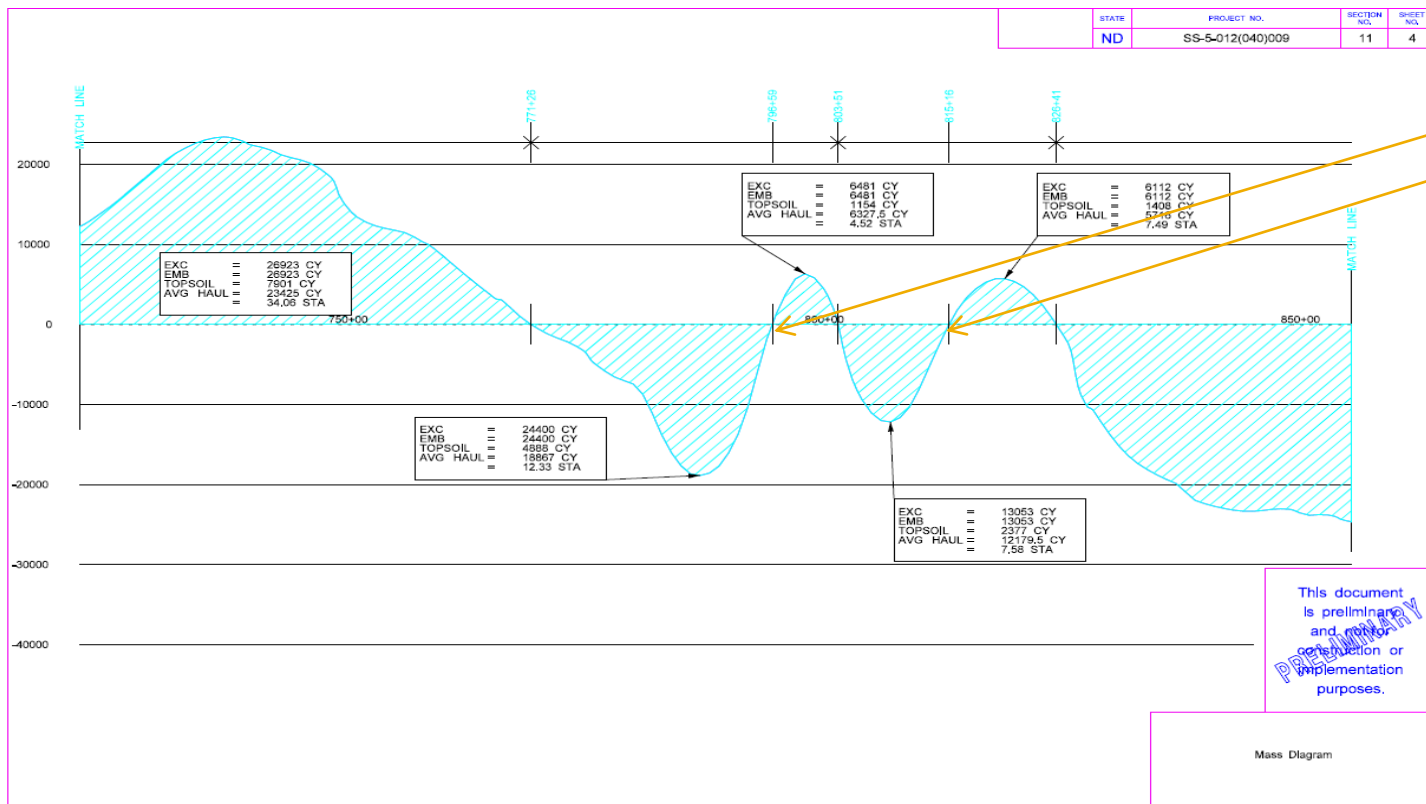 STATE
PROJECT NO.
SECTION NO.
SHEET NO.
ND
SS-5-012(040)009
11
4
MATCH LINE
771+26
796+59
803+51
815+16
826+41
MATCH LINE
20000
10000
0
-10000
-20000
-30000
-40000
750+00
800+00
850+00
EXC = 26923 CY
EMB = 26923 CY
TOPSOIL = 7901 CY
AVG HAUL = 23425 CY
= 34.06 STA
EXC = 24400 CY
EMB = 24400 CY
TOPSOIL = 4888 CY
AVG HAUL = 18867 CY
= 12.33 STA
EXC = 6481 CY
EMB = 6481 CY
TOPSOIL = 1154 CY
AVG HAUL = 6327.5 CY
= 4.52 STA
EXC = 13053 CY
EMB = 13053 CY
TOPSOIL = 2377 CY
AVG HAUL = 12179.5 CY
= 7.58 STA
EXC = 6112 CY
EMB = 6112 CY
TOPSOIL = 1408 CY
AVG HAUL = CY
= 7.49 STA
This document
is preliminary
and not for
construction or
implementation
purposes.
PRELIMINARY
Mass Diagram